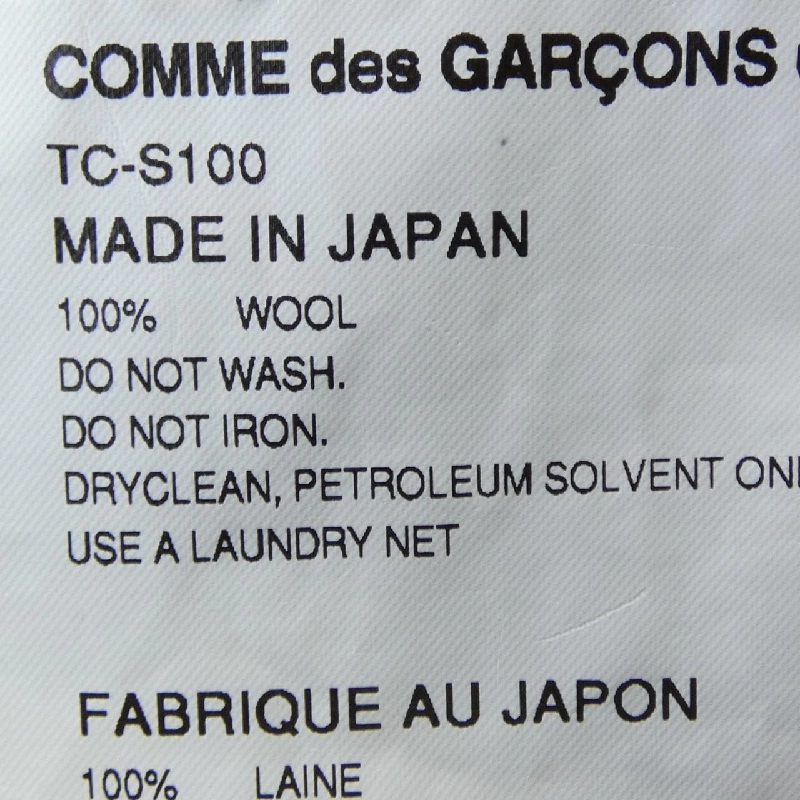 COMME des GARÇONS
TC-S100
MADE IN JAPAN
100% WOOL
DO NOT WASH.
DO NOT IRON.
DRYCLEAN, PETROLEUM SOLVENT
USE A LAUNDRY NET
FABRIQUE AU JAPON
100% LAINE